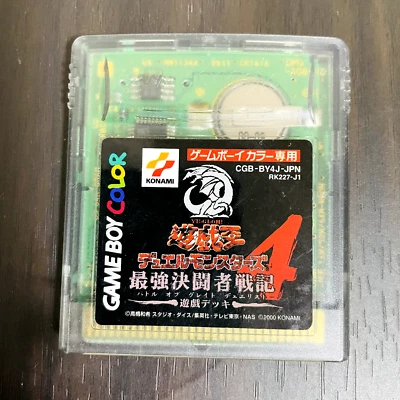 ゲームボーイカラー専用
CGB-BY4J-JPN
RK227-J1
KONAMI
GAME BOY COLOR
遊戯王
デュエルモンスターズ4
最強決闘者戦記
バトル オブ グレイト デュエリスト
遊戯デッキ
©高橋和希 スタジオ・ダイス/集英社・テレビ東京・NAS ©2000 KONAMI